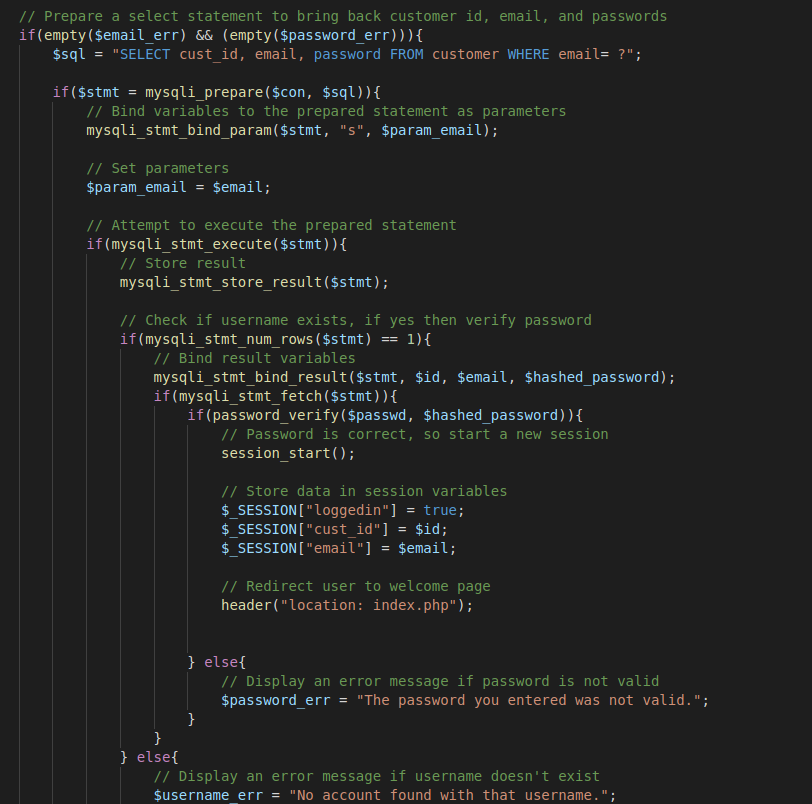 // Prepare a select statement to bring back customer id, email, and passwords
if(empty($email_err) && (empty($password_err))){
$sql = "SELECT cust_id, email, password FROM customer WHERE email= ?";
if($stmt = mysqli_prepare($con, $sql)){
// Bind variables to the prepared statement as parameters
mysqli_stmt_bind_param($stmt, "s", $param_email);
// Set parameters
$param_email = $email;
// Attempt to execute the prepared statement
if(mysqli_stmt_execute($stmt)){
// Store result
mysqli_stmt_store_result($stmt);
// Check if username exists, if yes then verify password
if(mysqli_stmt_num_rows($stmt) == 1){
// Bind result variables
mysqli_stmt_bind_result($stmt, $id, $email, $hashed_password);
if(mysqli_stmt_fetch($stmt)){
if(password_verify($passwd, $hashed_password)){
// Password is correct, so start a new session
session_start();
// Store data in session variables
$_SESSION["loggedin"] = true;
$_SESSION["cust_id"] = $id;
$_SESSION["email"] = $email;
// Redirect user to welcome page
header("location: index.php");
} else{
// Display an error message if password is not valid
$password_err = "The password you entered was not valid.";
}
}
} else{
// Display an error message if username doesn't exist
$username_err = "No account found with that username.";